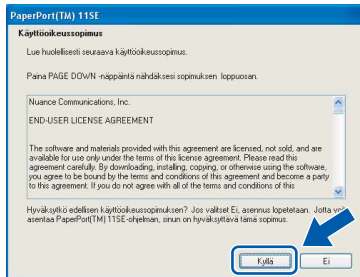 PaperPort(TM) 11SE
Käyttöoikeussopimus
Lue huolellisesti seuraava käyttöoikeussopimus.
Paina PAGE DOWN -näppäintä nähdäksesi sopimuksen loppuosan.
Nuance Communications, Inc.
END-USER LICENSE AGREEMENT
The software and materials provided with this agreement are licensed, not sold, and are
available for use only under the terms of this license agreement. Please read this
agreement carefully. By downloading, installing, copying, or otherwise using the software,
you agree to be bound by the terms and conditions of this agreement and become a party
to this agreement. If you do not agree with all of the terms and conditions of this
Hyväksytkö edellisen käyttöoikeussopimuksen? Jos valitset Ei, asennus lopetetaan. Jotta
asentaa PaperPort(TM) 11SE-ohjelman, sinun on hyväksyttävä tämä sopimus.
Kyllä
Ei